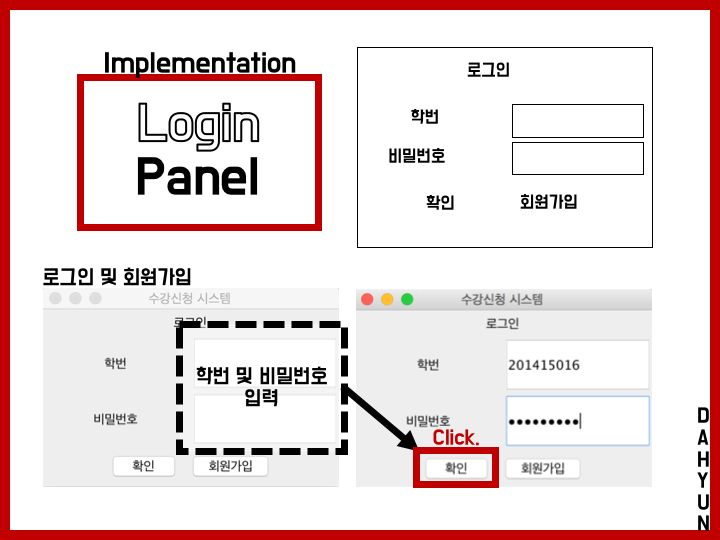 Implementation
Login
Panel
로그인
학번
비밀번호
확인 회원가입
로그인 및 회원가입
수강신청 시스템
로그인
학번
비밀번호
학번 및 비밀번호
입력
확인 회원가입
수강신청 시스템
로그인
학번 201415016
비밀번호 •••••••••
Click.
확인 회원가입
DAHYUN